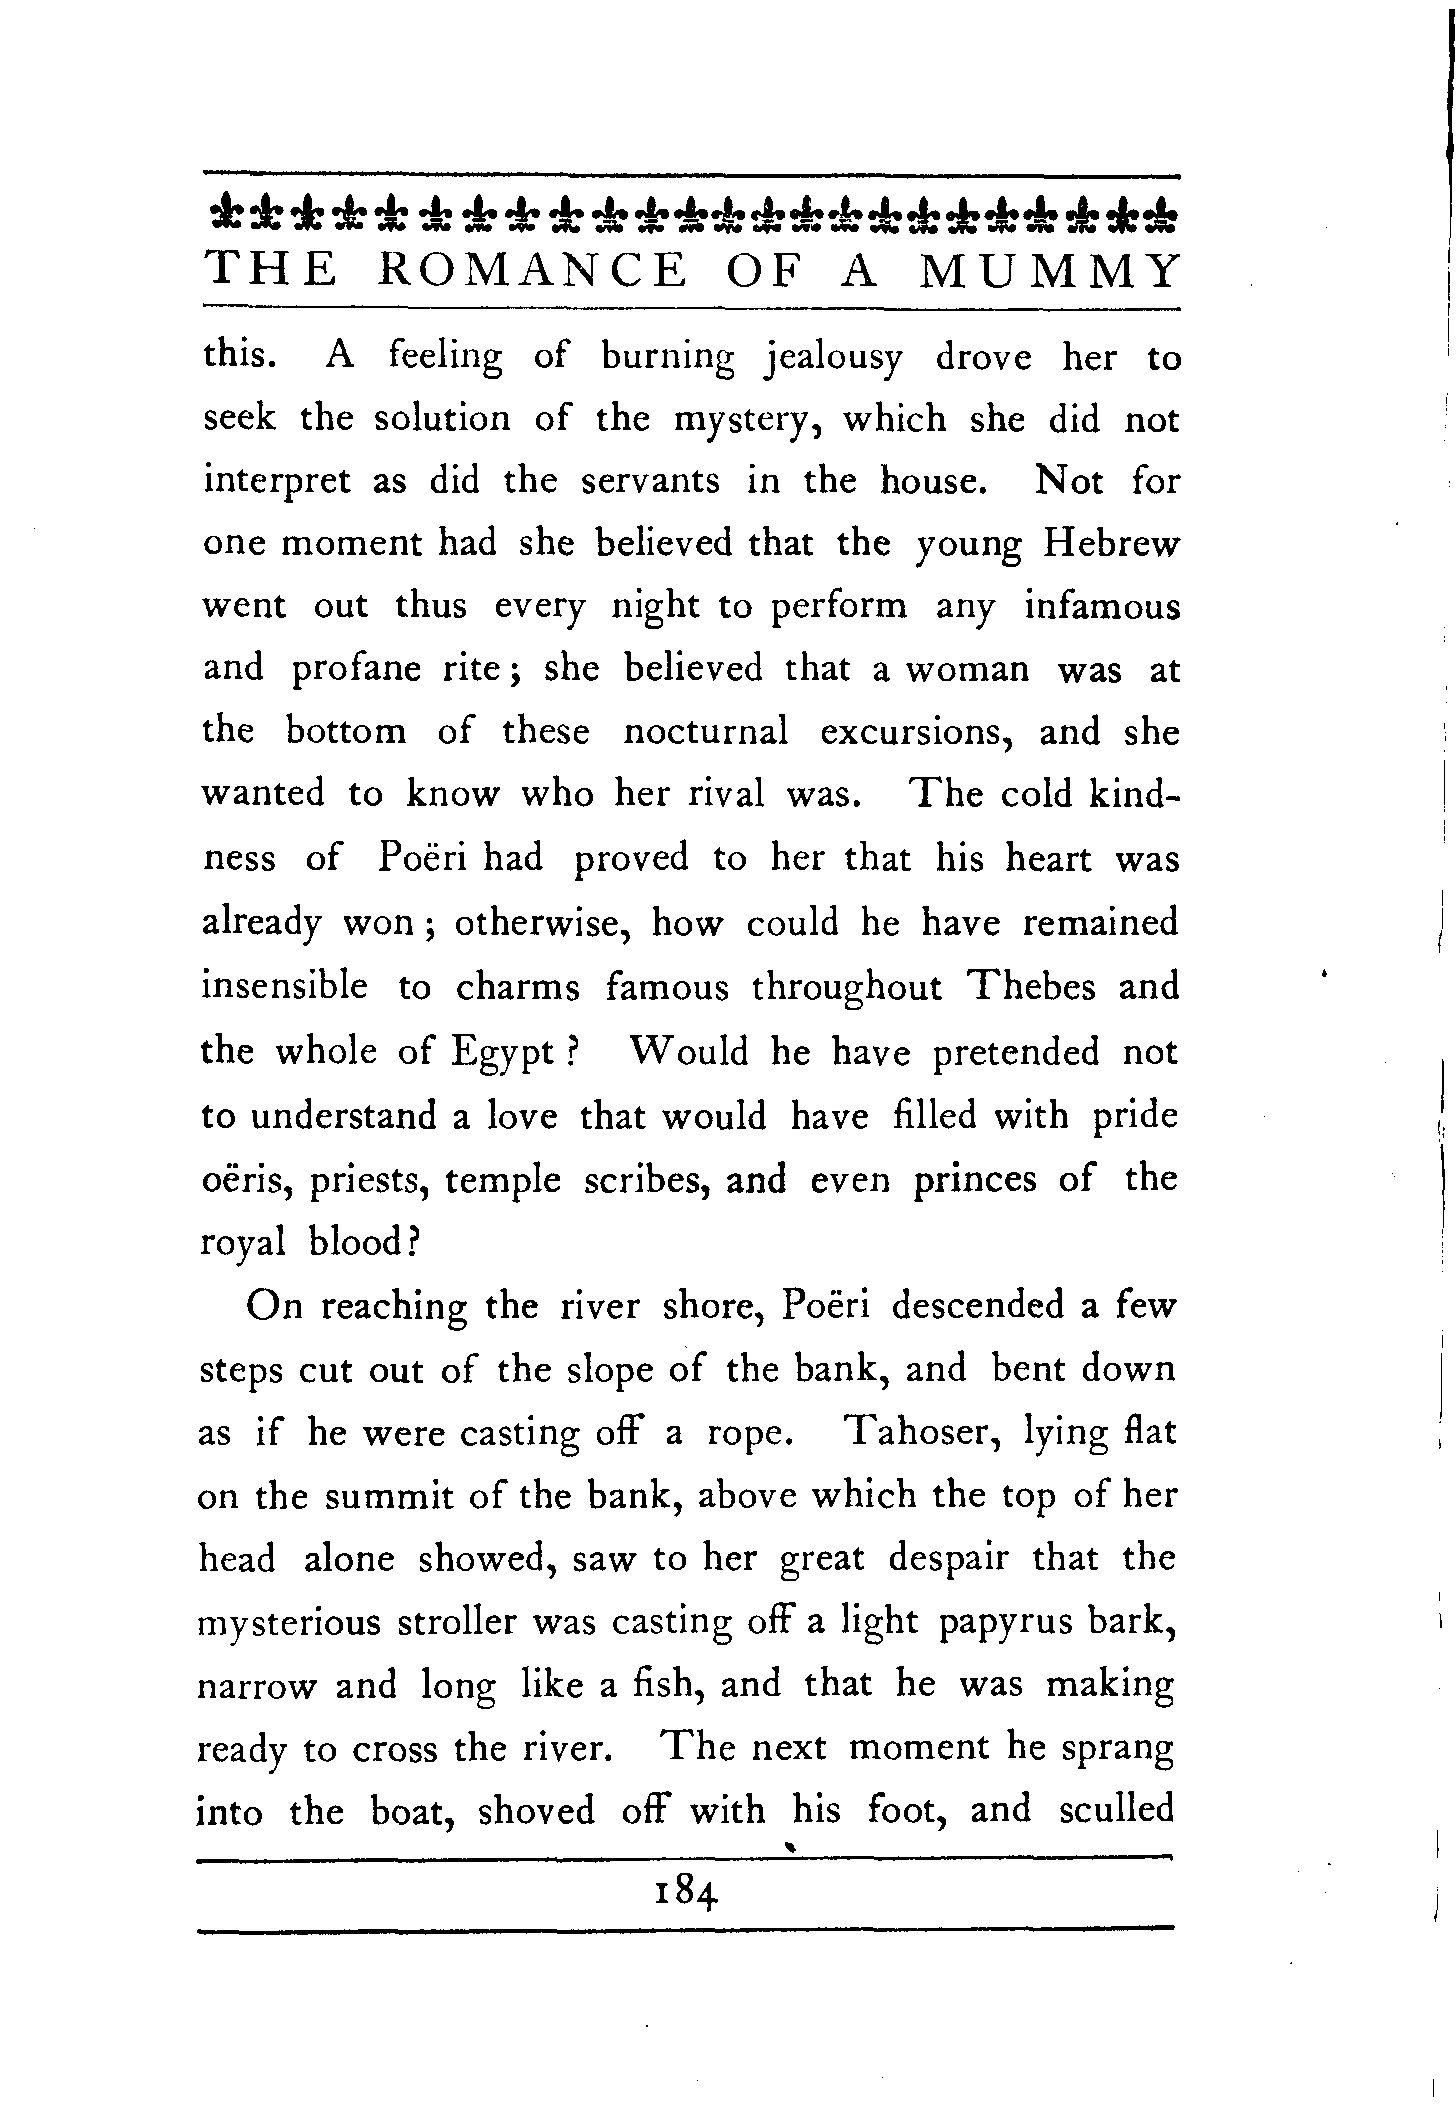 THE ROMANCE OF A MUMMY
this. A feeling of burning jealousy drove her to
seek the solution of the mystery, which she did not
interpret as did the servants in the house. Not for
one moment had she believed that the young Hebrew
went out thus every night to perform any infamous
and profane rite; she believed that a woman was at
the bottom of these nocturnal excursions, and she
wanted to know who her rival was. The cold kind-
ness of Poëri had proved to her that his heart was
already won; otherwise, how could he have remained
insensible to charms famous throughout Thebes and
the whole of Egypt? Would he have pretended not
to understand a love that would have filled with pride
oëris, priests, temple scribes, and even princes of the
royal blood?
On reaching the river shore, Poëri descended a few
steps cut out of the slope of the bank, and bent down
as if he were casting off a rope. Tahoser, lying flat
on the summit of the bank, above which the top of her
head alone showed, saw to her great despair that the
mysterious stroller was casting off a light papyrus bark,
narrow and long like a fish, and that he was making
ready to cross the river. The next moment he sprang
into the boat, shoved off with his foot, and sculled
184